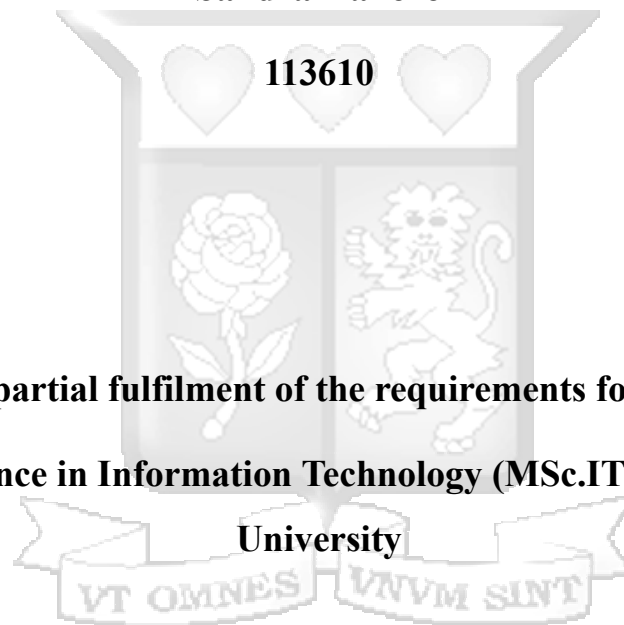 113610
partial fulfilment of the requirements fo
nce in Information Technology (MSc.IT
University
VT OMNES VNVM SINT